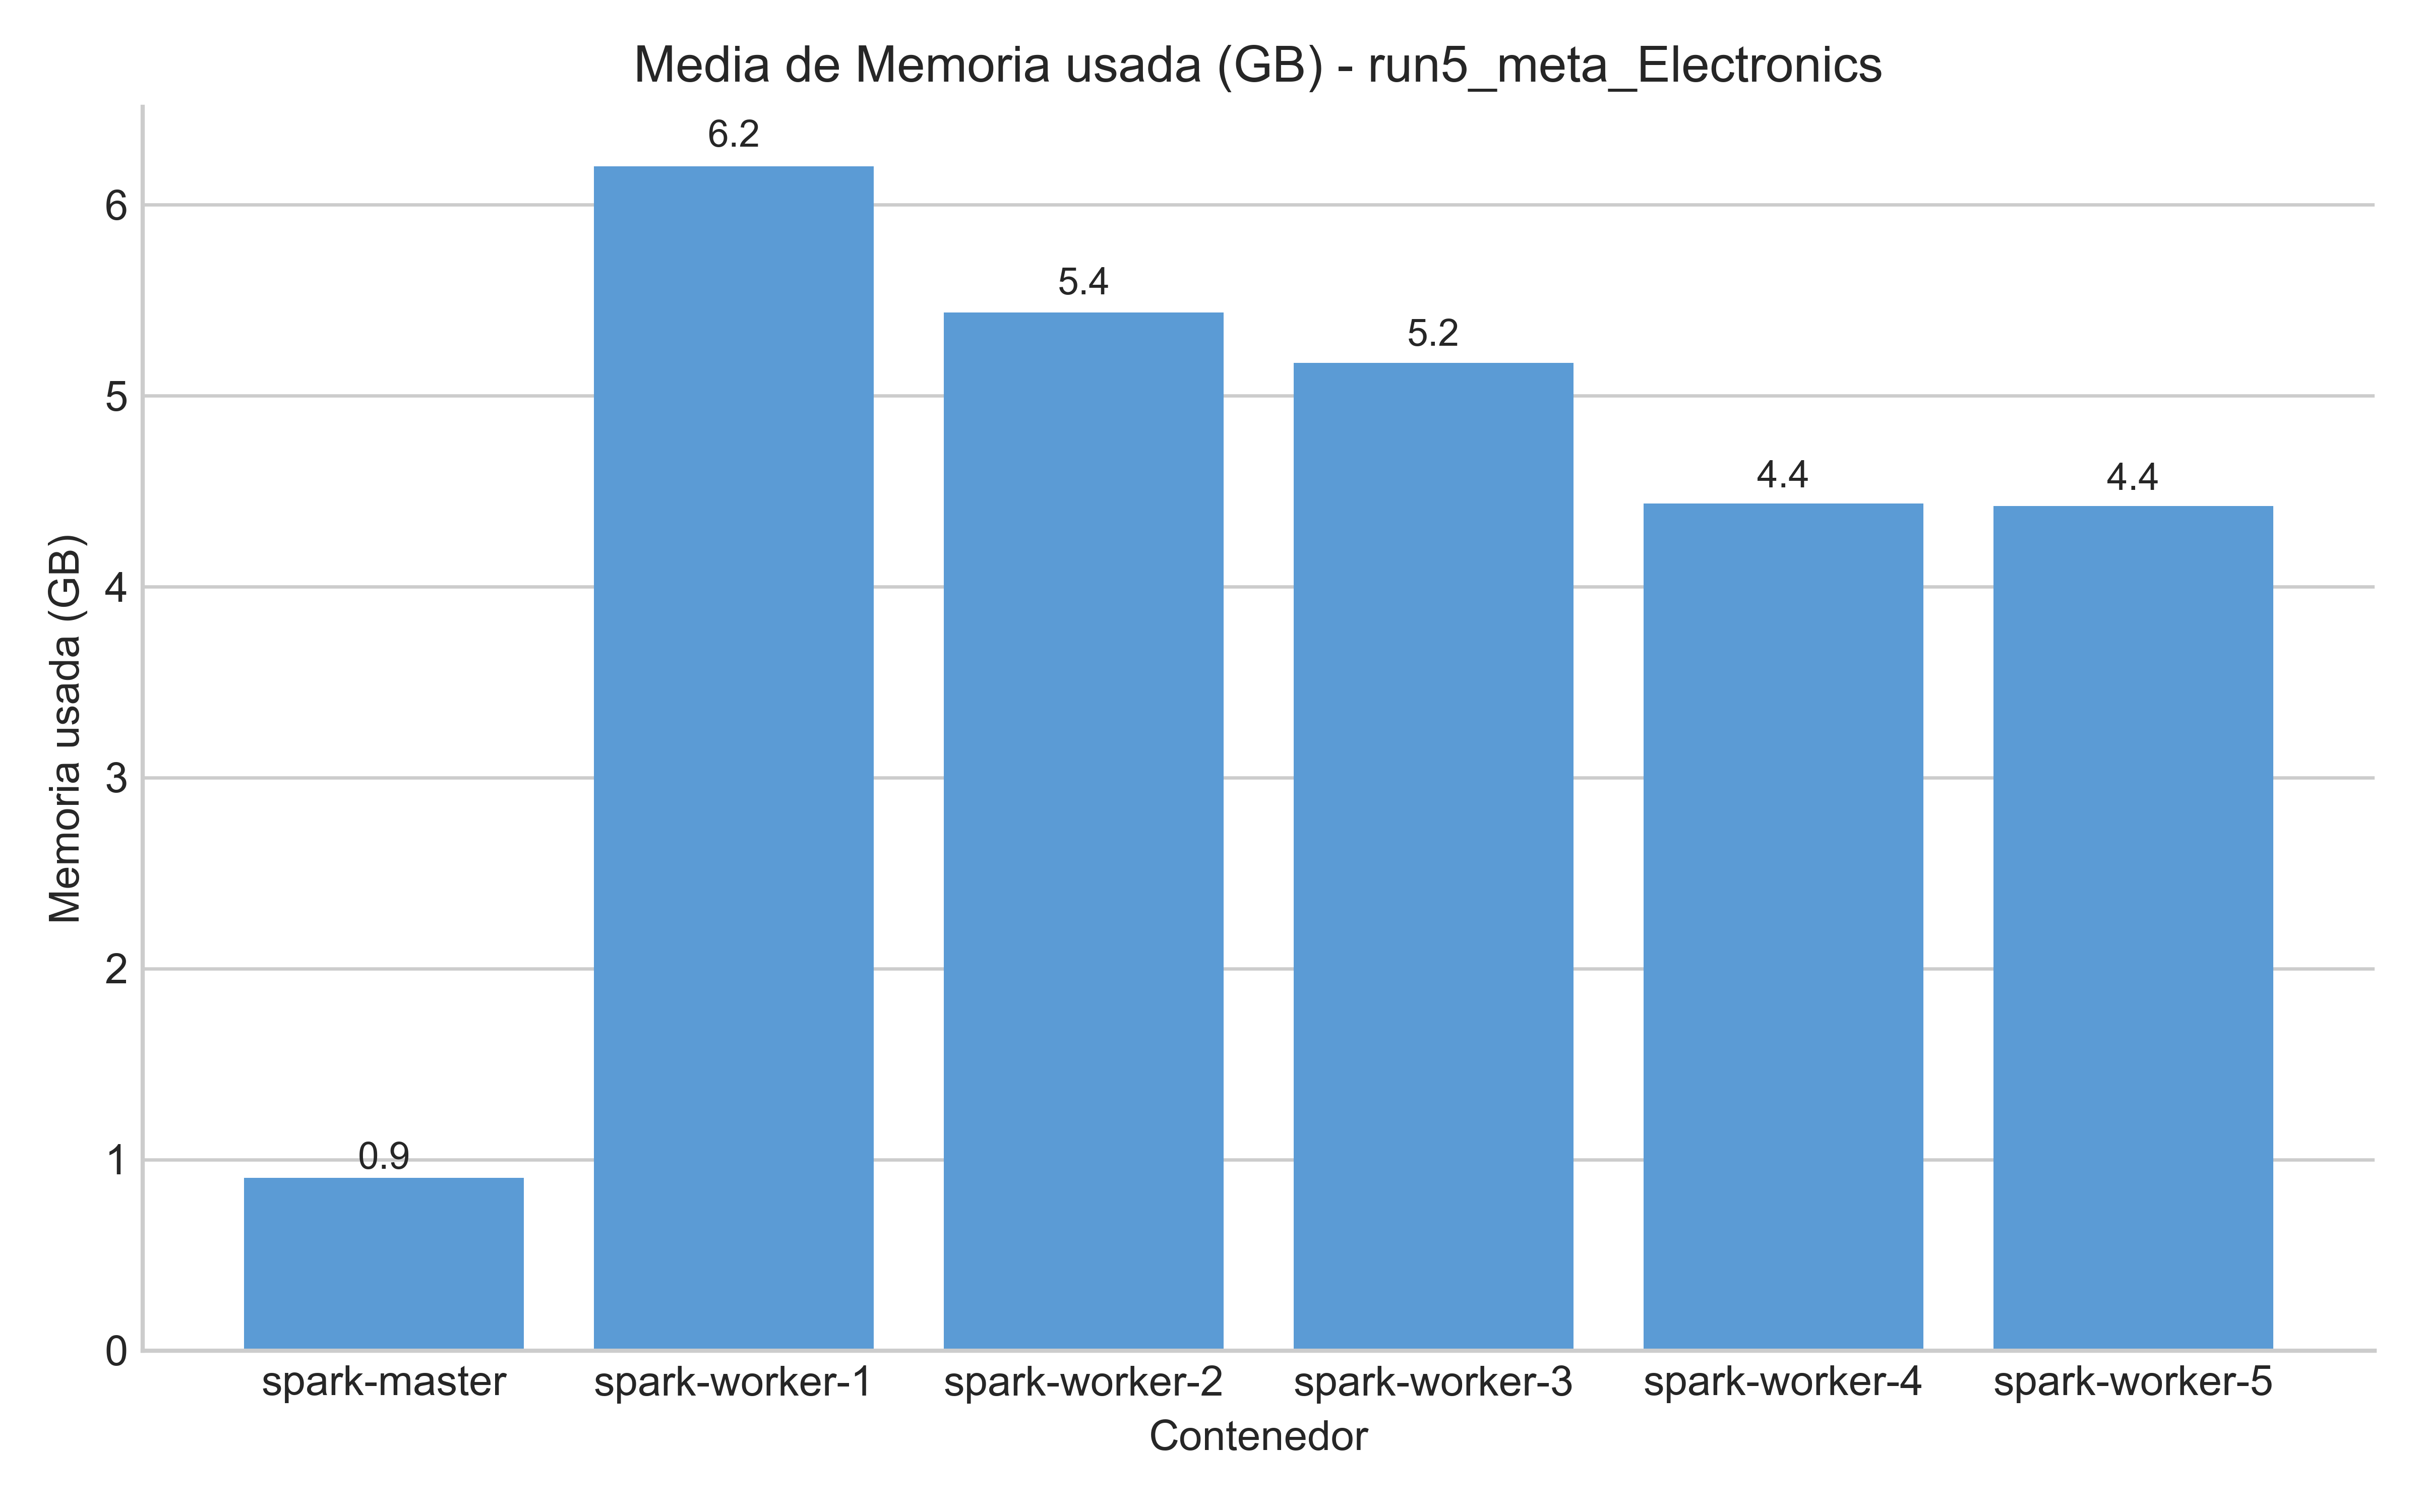 Media de Memoria usada (GB) - run5_meta_Electronics
Memoria usada (GB)
6
5
4
3
2
1
0
0.9
6.2
5.4
5.2
4.4
4.4
spark-master
spark-worker-1
spark-worker-2
spark-worker-3
spark-worker-4
spark-worker-5
Contenedor